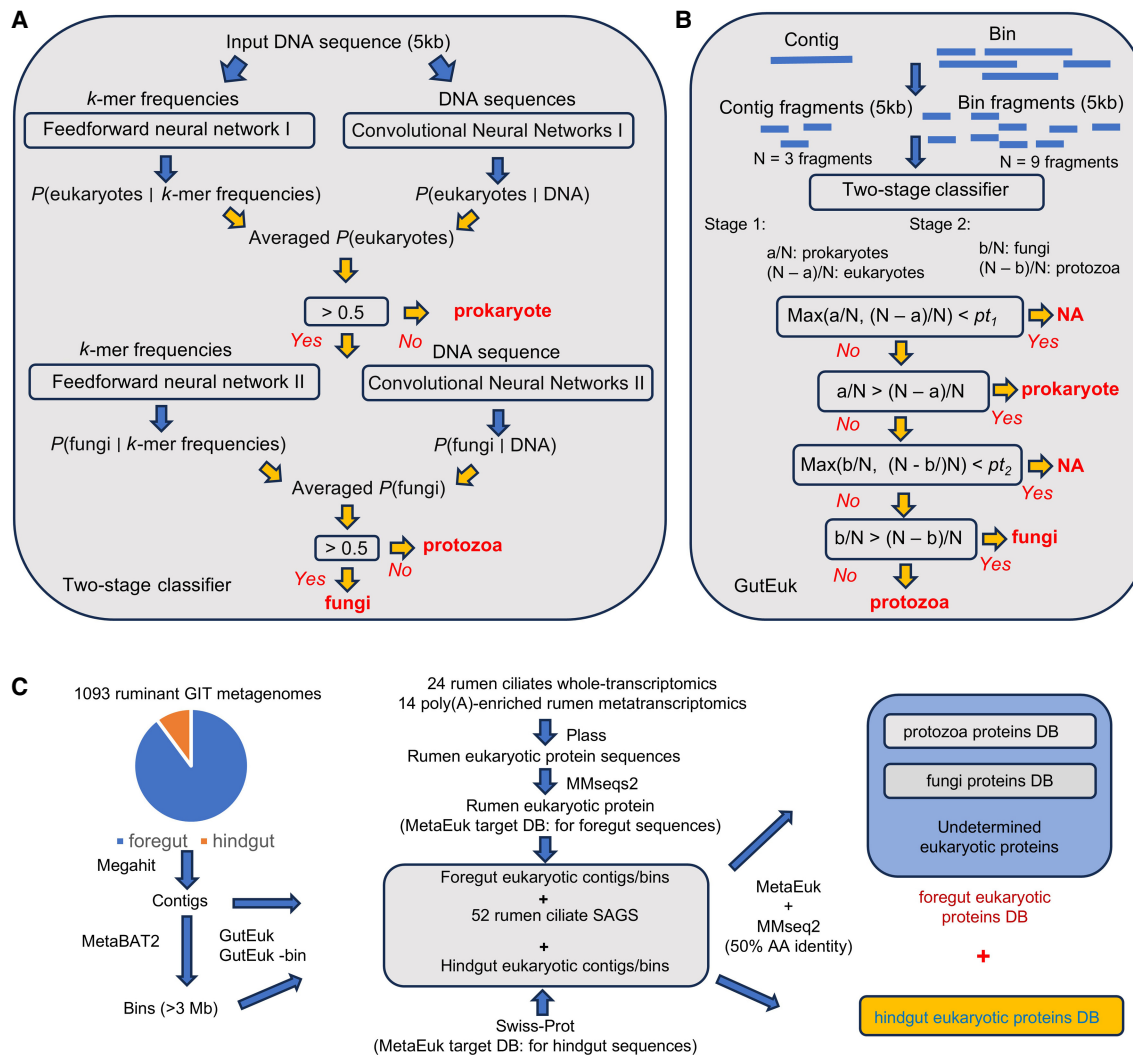 A
Input DNA sequence (5kb)
k-mer frequencies
DNA sequences
Feedforward neural network I
Convolutional Neural Networks I
P(eukaryotes | k-mer frequencies)
P(eukaryotes | DNA)
Averaged P(eukaryotes)
> 0.5
prokaryote
Yes
No
k-mer frequencies
DNA sequence
Feedforward neural network II
Convolutional Neural Networks II
P(fungi | k-mer frequencies)
P(fungi | DNA)
Averaged P(fungi)
> 0.5
protozoa
Yes
No
Two-stage classifier
fungi
B
Contig
Bin
Contig fragments (5kb)
Bin fragments (5kb)
N = 3 fragments
N = 9 fragments
Two-stage classifier
Stage 1:
Stage 2:
a/N: prokaryotes
(N – a)/N: eukaryotes
b/N: fungi
(N – b)/N: protozoa
Max(a/N, (N – a)/N) < pt1
NA
No
Yes
a/N > (N – a)/N
prokaryote
No
Yes
Max(b/N, (N - b/)N) < pt2
NA
No
Yes
b/N > (N – b)/N
fungi
No
Yes
GutEuk
protozoa
C
1093 ruminant GIT metagenomes
foregut
hindgut
Megahit
Contigs
MetaBAT2
GutEuk
GutEuk -bin
Bins (>3 Mb)
24 rumen ciliates whole-transcriptomics
14 poly(A)-enriched rumen metatranscriptomics
Plass
Rumen eukaryotic protein sequences
MMseqs2
Rumen eukaryotic protein
(MetaEuk target DB: for foregut sequences)
Foregut eukaryotic contigs/bins
+
52 rumen ciliate SAGS
+
Hindgut eukaryotic contigs/bins
Swiss-Prot
(MetaEuk target DB: for hindgut sequences)
MetaEuk
+
MMseq2
(50% AA identity)
protozoa proteins DB
fungi proteins DB
Undetermined
eukaryotic proteins
foregut eukaryotic
proteins DB
+
hindgut eukaryotic proteins DB